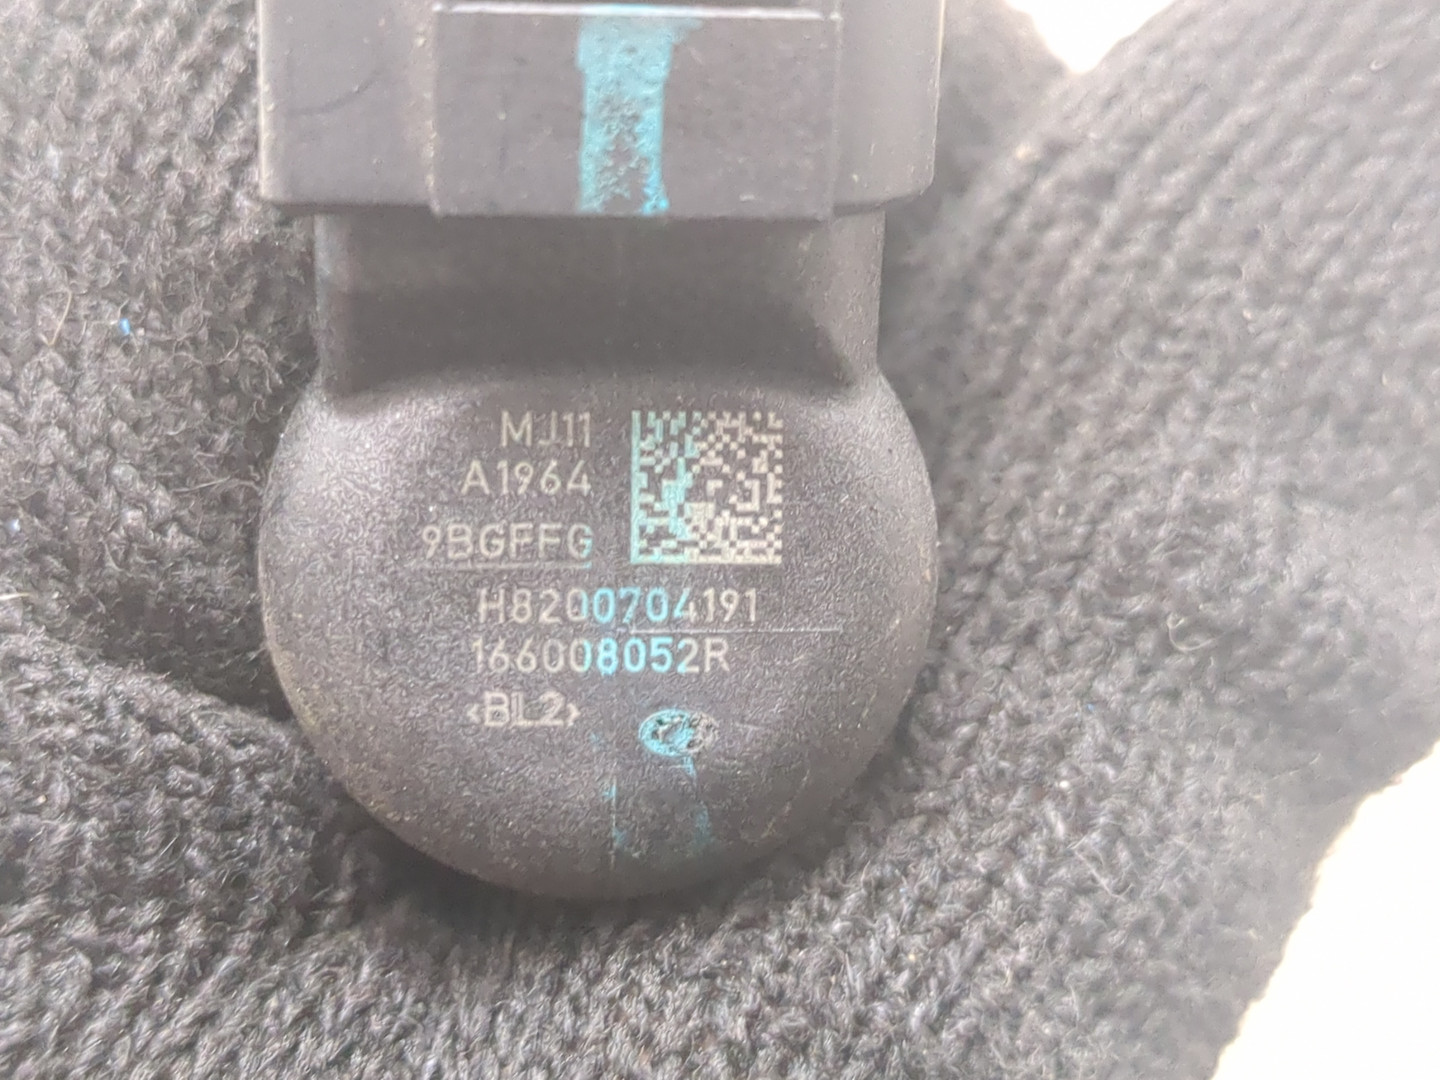 MJ11
A1964
9BGFFG
H8200704191
166008052R
<BL2>